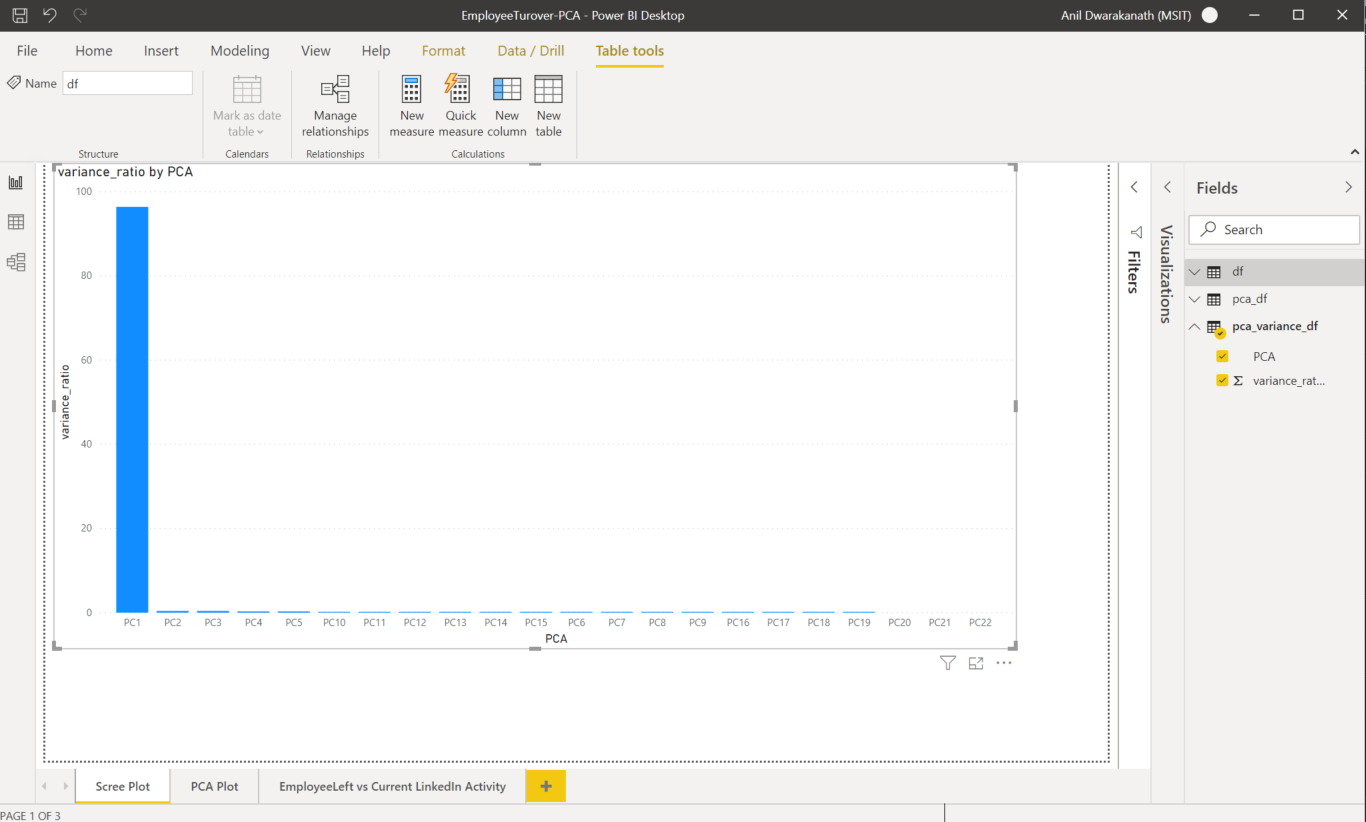 EmployeeTurover-PCA - Power BI Desktop
Anil Dwarakanath (MSIT)
File Home Insert Modeling View Help Format Data / Drill Table tools
Name df
Mark as date table
Manage relationships
New measure
Quick measure
New column
New table
Structure
Calendars
Relationships
Calculations
variance_ratio by PCA
100
80
60
40
20
0
variance_ratio
PC1 PC2 PC3 PC4 PC5 PC10 PC11 PC12 PC13 PC14 PC15 PC6 PC7 PC8 PC9 PC16 PC17 PC18 PC19 PC20 PC21 PC22
PCA
Filters
Visualizations
Fields
Search
df
pca_df
pca_variance_df
PCA
Σ variance_rat...
Scree Plot PCA Plot EmployeeLeft vs Current LinkedIn Activity +
PAGE 1 OF 3